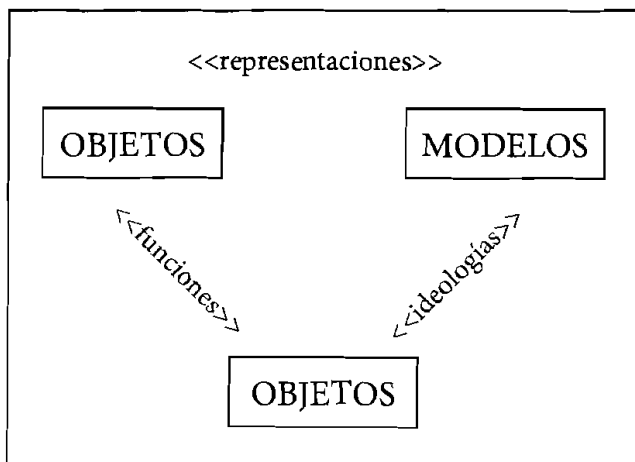 <<representaciones>>
OBJETOS
MODELOS
<<funciones>>
<<ideologías>>
OBJETOS